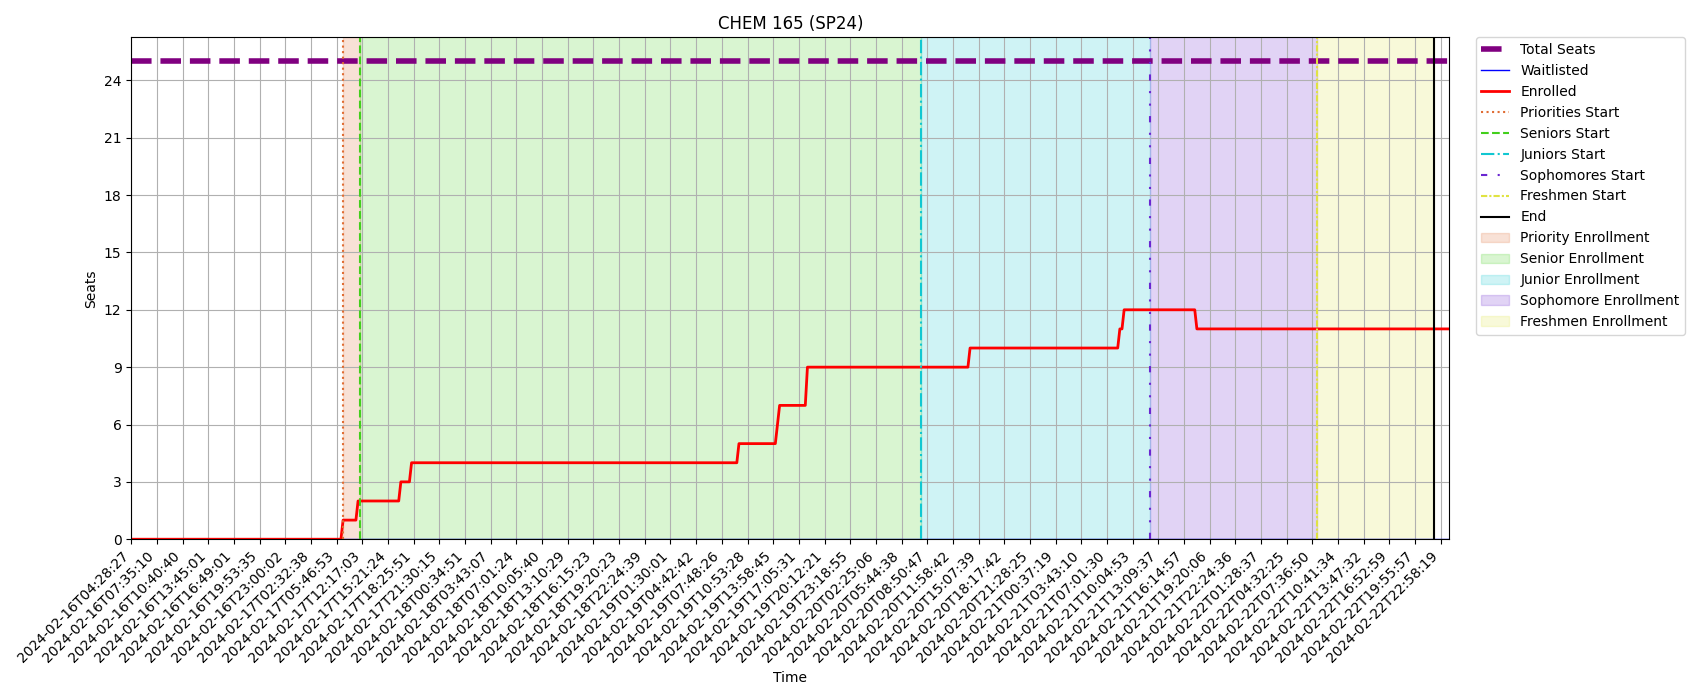 CHEM 165 (SP24)
Seats
24
21
18
15
12
9
6
3
0
2024-02-16T04:28:27
2024-02-16T07:35:10
2024-02-16T10:40:40
2024-02-16T13:45:01
2024-02-16T16:49:01
2024-02-16T19:53:35
2024-02-16T23:00:02
2024-02-17T02:32:38
2024-02-17T05:46:53
2024-02-17T12:17:03
2024-02-17T15:21:24
2024-02-17T18:25:51
2024-02-17T21:30:15
2024-02-18T00:34:51
2024-02-18T03:43:07
2024-02-18T07:01:24
2024-02-18T10:05:40
2024-02-18T13:10:29
2024-02-18T16:15:23
2024-02-18T19:20:23
2024-02-18T22:24:39
2024-02-19T01:30:01
2024-02-19T04:42:42
2024-02-19T07:48:26
2024-02-19T10:53:28
2024-02-19T13:58:45
2024-02-19T17:05:31
2024-02-19T20:12:21
2024-02-19T23:18:55
2024-02-20T02:25:06
2024-02-20T05:44:38
2024-02-20T08:50:47
2024-02-20T11:58:42
2024-02-20T15:07:39
2024-02-20T18:17:42
2024-02-20T21:28:25
2024-02-21T00:37:19
2024-02-21T03:43:10
2024-02-21T07:01:30
2024-02-21T10:04:53
2024-02-21T13:09:37
2024-02-21T16:14:57
2024-02-21T19:20:06
2024-02-21T22:24:36
2024-02-22T01:28:37
2024-02-22T04:32:25
2024-02-22T07:36:50
2024-02-22T10:41:34
2024-02-22T13:47:32
2024-02-22T16:52:59
2024-02-22T19:55:57
2024-02-22T22:58:19
Time
Total Seats
Waitlisted
Enrolled
Priorities Start
Seniors Start
Juniors Start
Sophomores Start
Freshmen Start
End
Priority Enrollment
Senior Enrollment
Junior Enrollment
Sophomore Enrollment
Freshmen Enrollment